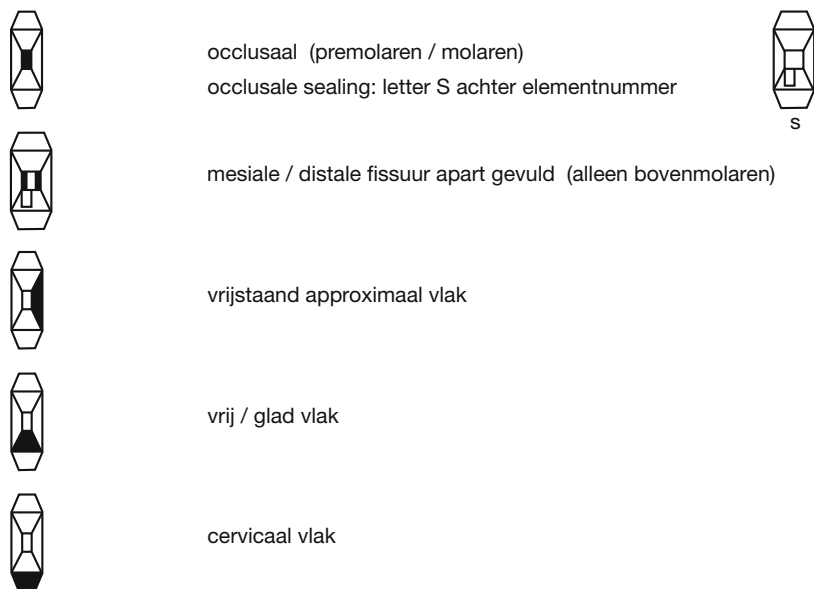 occlusaal (premolaren / molaren)
occlusale sealing: letter S achter elementnummer
s
mesiale / distale fissuur apart gevuld (alleen bovenmolaren)
vrijstaand approximaal vlak
vrij / glad vlak
cervicaal vlak